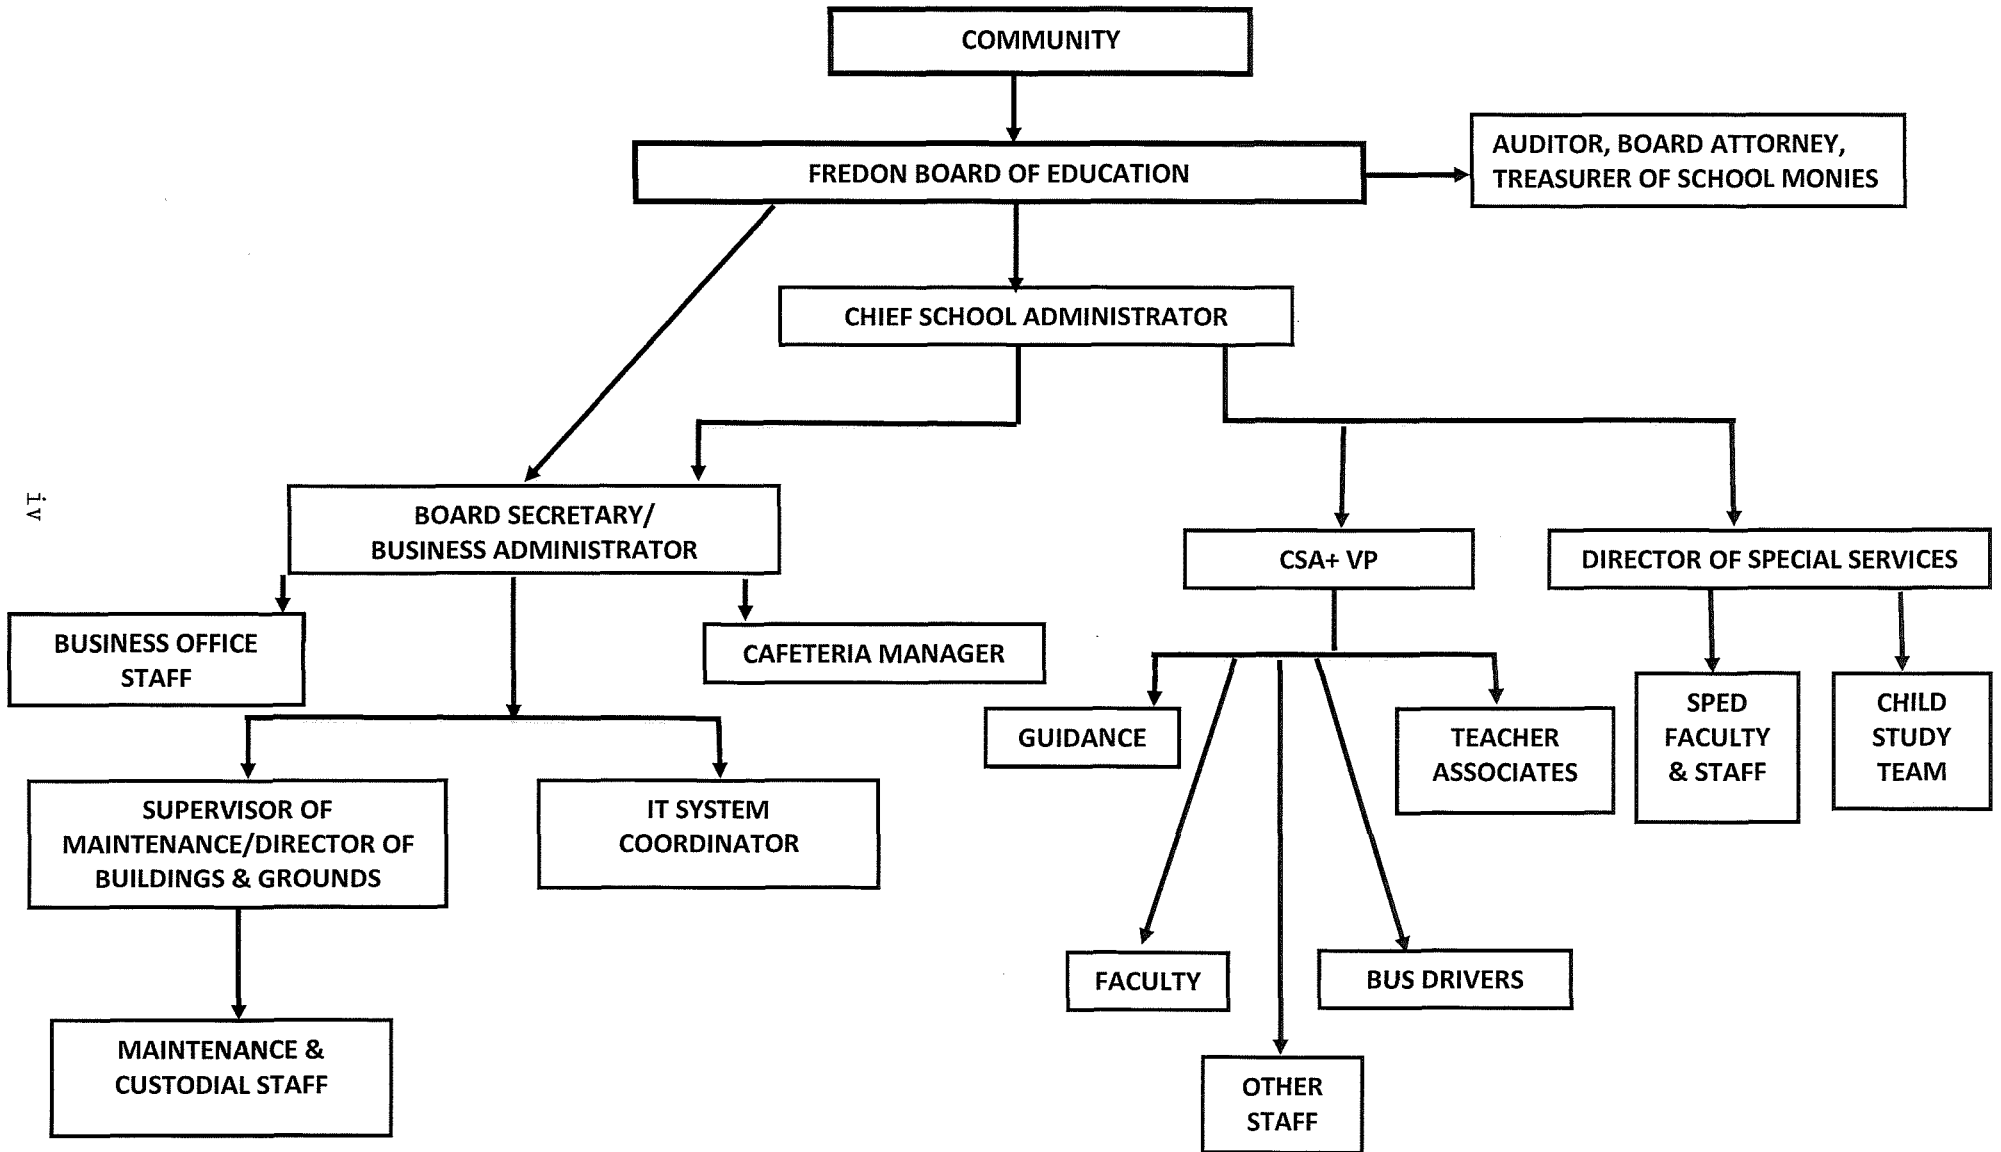 COMMUNITY
FREDON BOARD OF EDUCATION
AUDITOR, BOARD ATTORNEY,
TREASURER OF SCHOOL MONIES
CHIEF SCHOOL ADMINISTRATOR
iv
BOARD SECRETARY/
BUSINESS ADMINISTRATOR
CSA+ VP
DIRECTOR OF SPECIAL SERVICES
BUSINESS OFFICE
STAFF
CAFETERIA MANAGER
GUIDANCE
TEACHER
ASSOCIATES
SPED
FACULTY
& STAFF
CHILD
STUDY
TEAM
SUPERVISOR OF
MAINTENANCE/DIRECTOR OF
BUILDINGS & GROUNDS
IT SYSTEM
COORDINATOR
FACULTY
BUS DRIVERS
MAINTENANCE &
CUSTODIAL STAFF
OTHER
STAFF